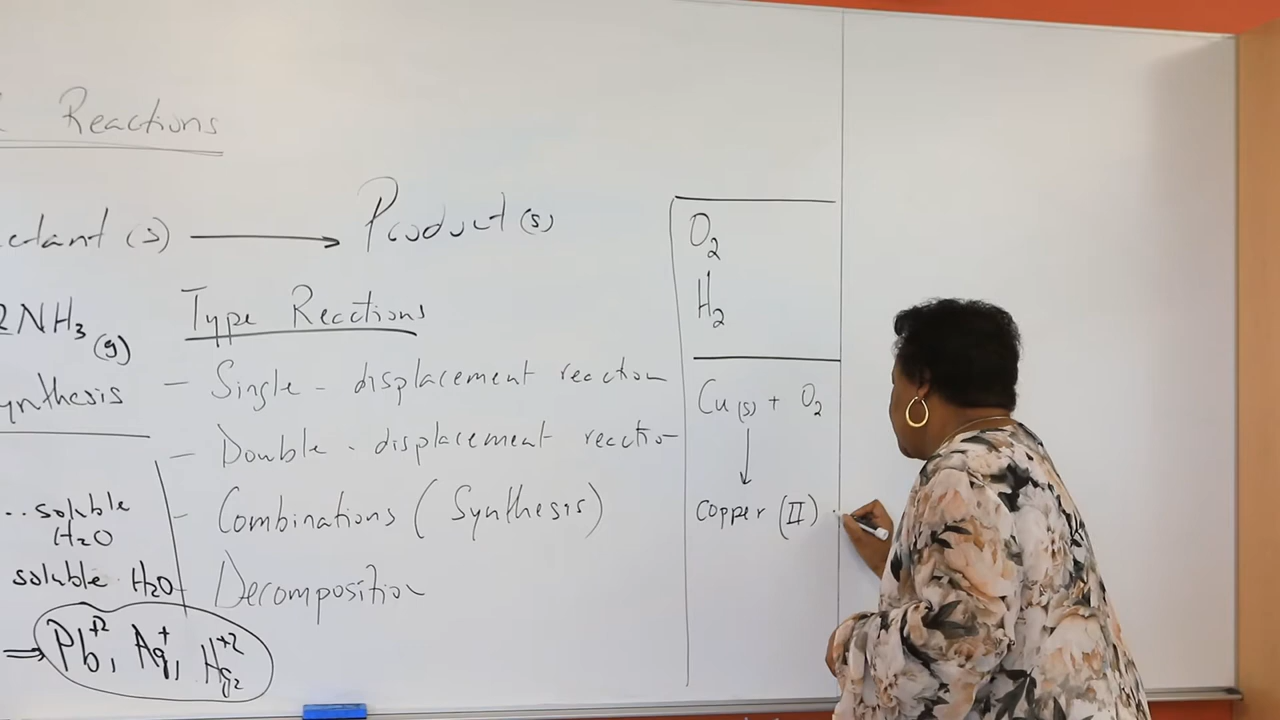 Reactions
ctant (s) → Product (s)
2NH3 (g)
ynthesis
.. soluble
H2O
soluble H2O
⇒ Pb+2, Ag+, Hg2+2
Type Reactions
- Single - displacement reaction
- Double - displacement reactio
- Combinations (Synthesis)
Decomposition
O2
H2
Cu (s) + O2
↓
Copper (II)